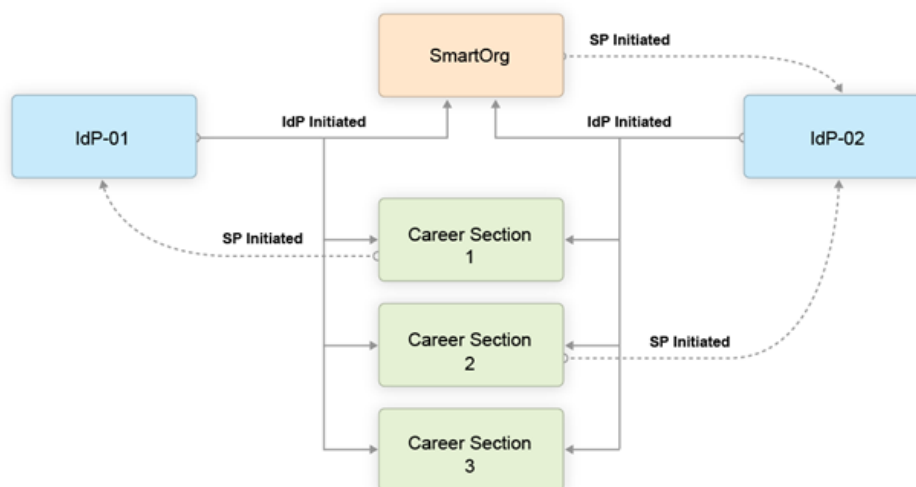 SmartOrg
SP Initiated
IdP-01
IdP Initiated
IdP Initiated
IdP-02
SP Initiated
Career Section
1
Career Section
2
SP Initiated
Career Section
3